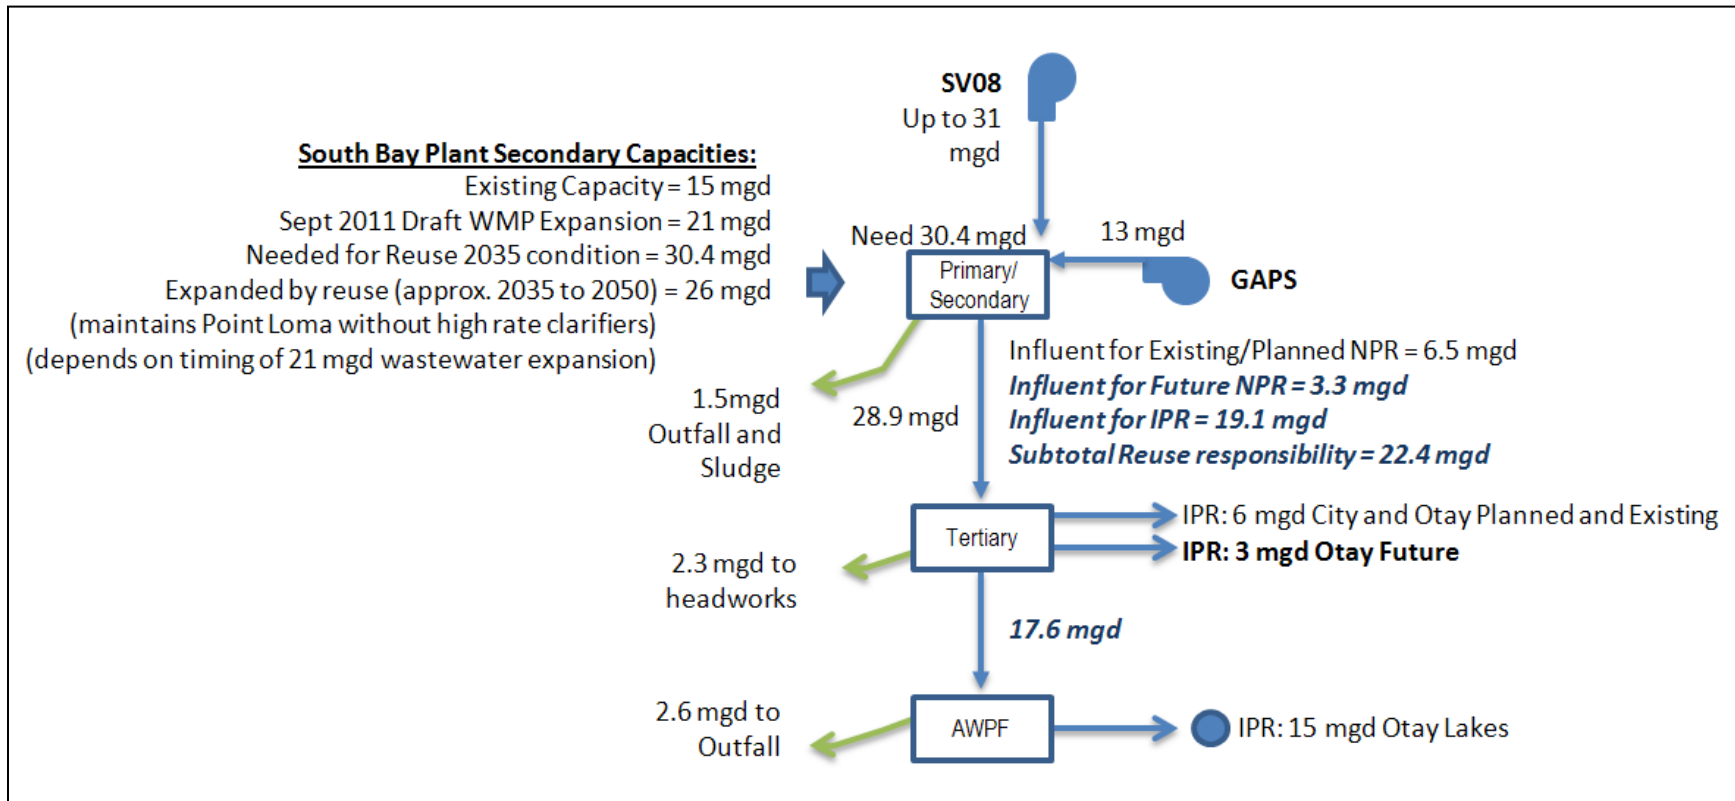 SV08
Up to 31
mgd
South Bay Plant Secondary Capacities:
Existing Capacity = 15 mgd
Sept 2011 Draft WMP Expansion = 21 mgd
Needed for Reuse 2035 condition = 30.4 mgd
Expanded by reuse (approx. 2035 to 2050) = 26 mgd
(maintains Point Loma without high rate clarifiers)
(depends on timing of 21 mgd wastewater expansion)
Need 30.4 mgd
13 mgd
Primary/
Secondary
GAPS
1.5mgd
Outfall and
Sludge
28.9 mgd
Influent for Existing/Planned NPR = 6.5 mgd
Influent for Future NPR = 3.3 mgd
Influent for IPR = 19.1 mgd
Subtotal Reuse responsibility = 22.4 mgd
Tertiary
IPR: 6 mgd City and Otay Planned and Existing
IPR: 3 mgd Otay Future
2.3 mgd to
headworks
17.6 mgd
2.6 mgd to
Outfall
AWPF
IPR: 15 mgd Otay Lakes